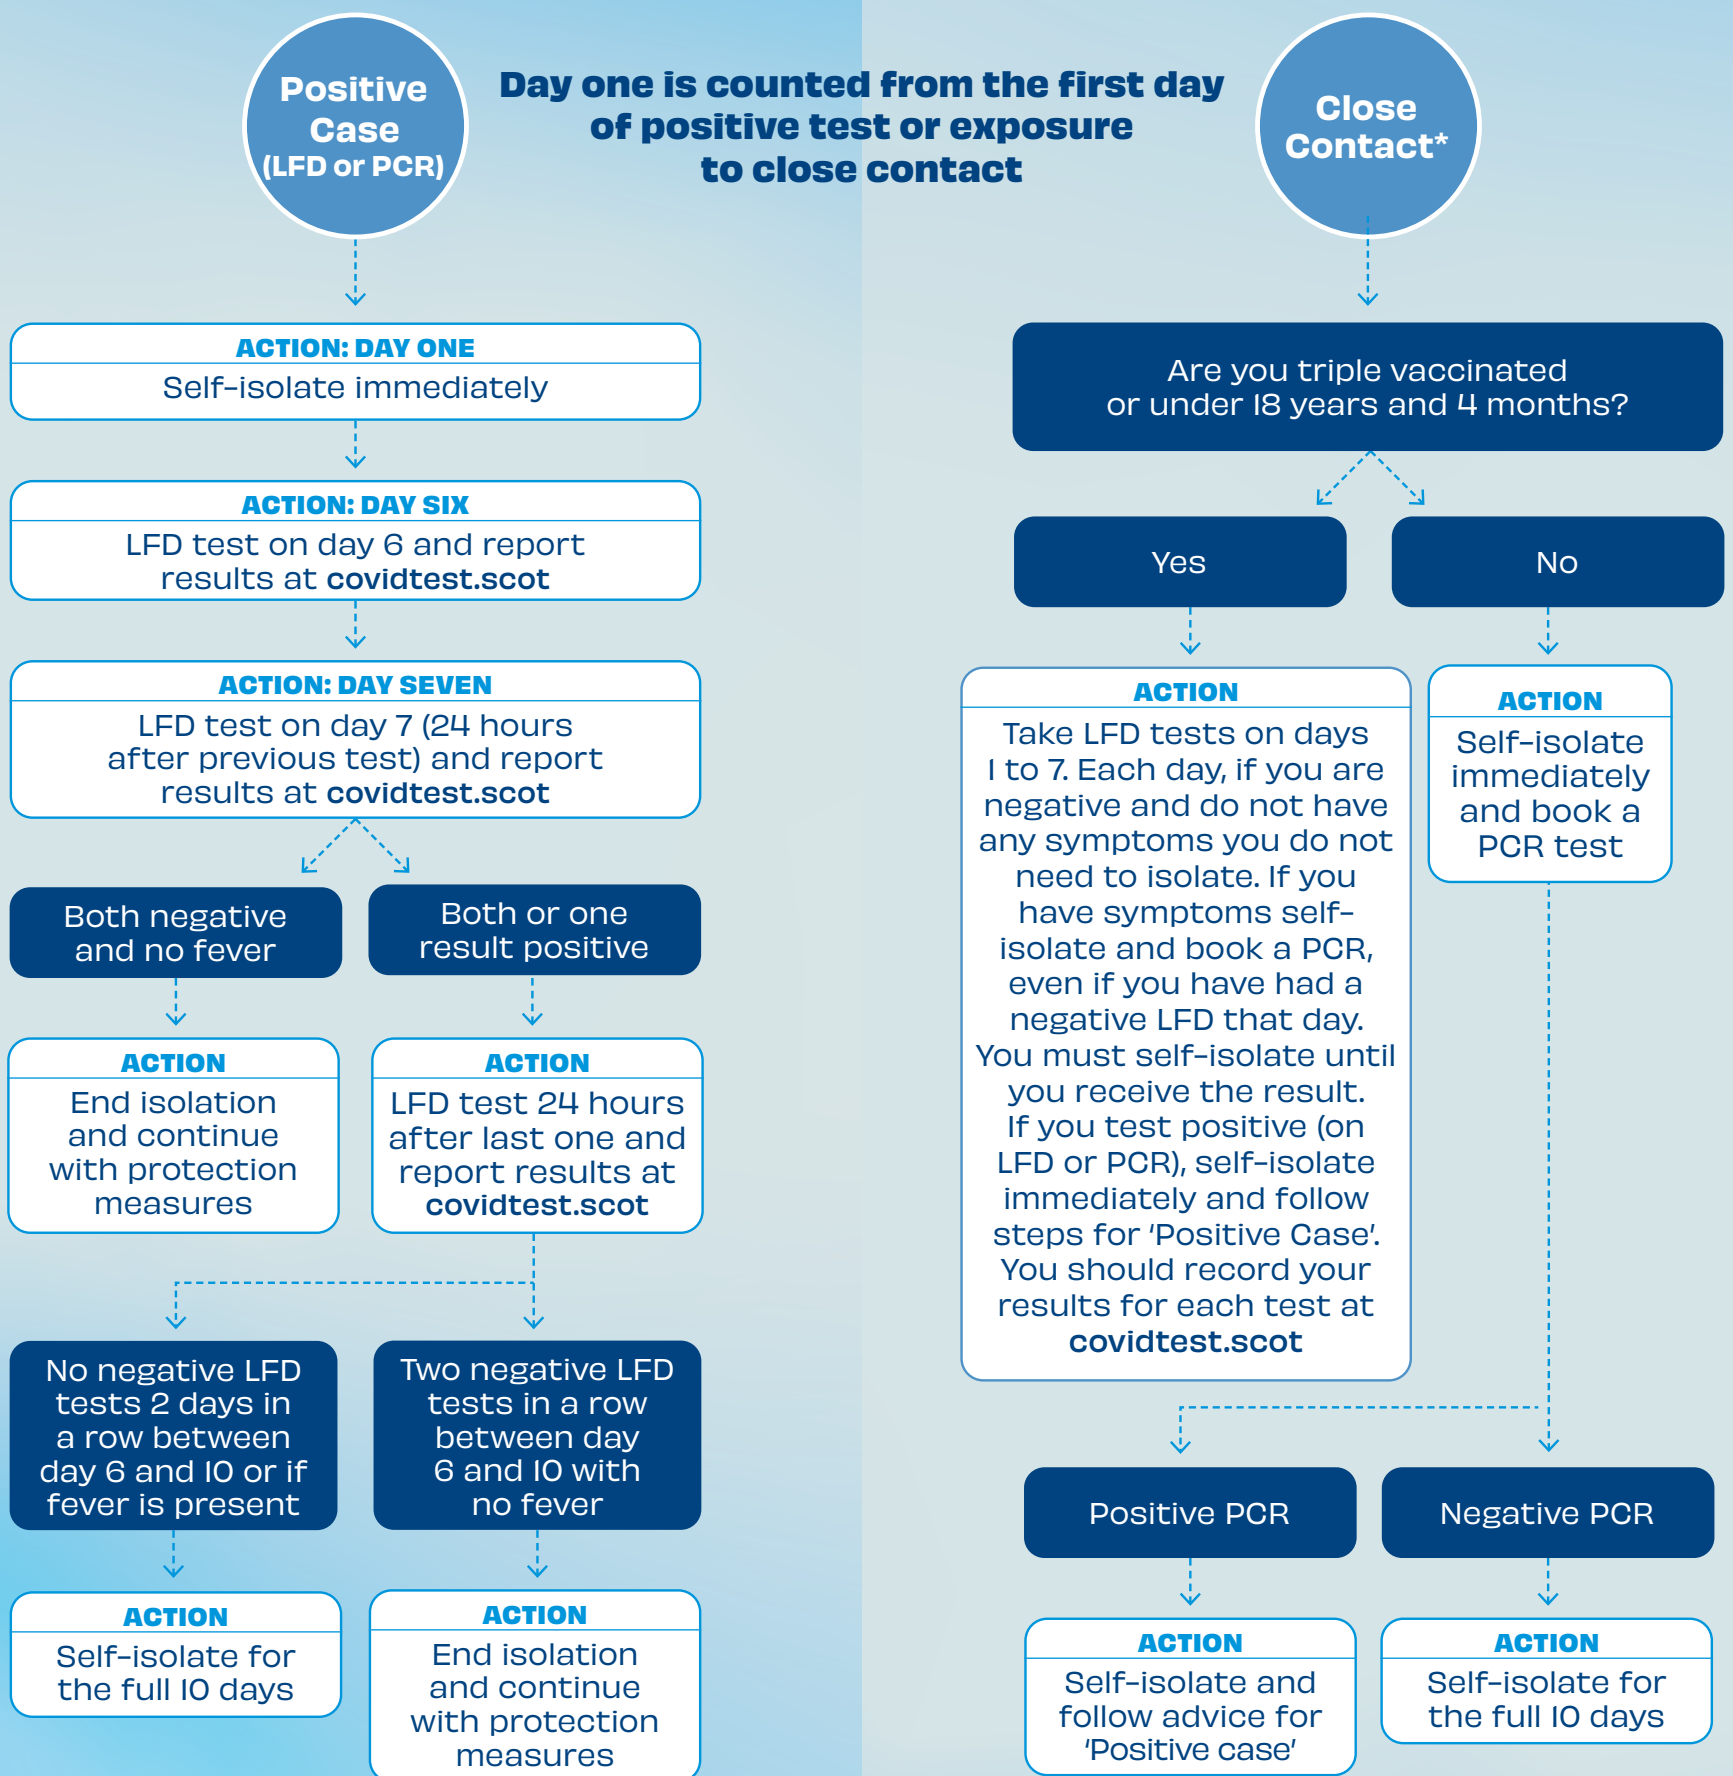 Positive
Case
(LFD or PCR)
Day one is counted from the first day
of positive test or exposure
to close contact
Close
Contact*
ACTION: DAY ONE
Self-isolate immediately
ACTION: DAY SIX
LFD test on day 6 and report
results at covidtest.scot
ACTION: DAY SEVEN
LFD test on day 7 (24 hours
after previous test) and report
results at covidtest.scot
Both negative
and no fever
Both or one
result positive
ACTION
End isolation
and continue
with protection
measures
ACTION
LFD test 24 hours
after last one and
report results at
covidtest.scot
No negative LFD
tests 2 days in
a row between
day 6 and 10 or if
fever is present
Two negative LFD
tests in a row
between day
6 and 10 with
no fever
ACTION
Self-isolate for
the full 10 days
ACTION
End isolation
and continue
with protection
measures
Are you triple vaccinated
or under 18 years and 4 months?
Yes
No
ACTION
Take LFD tests on days
1 to 7. Each day, if you are
negative and do not have
any symptoms you do not
need to isolate. If you
have symptoms self-
isolate and book a PCR,
even if you have had a
negative LFD that day.
You must self-isolate until
you receive the result.
If you test positive (on
LFD or PCR), self-isolate
immediately and follow
steps for ‘Positive Case’.
You should record your
results for each test at
covidtest.scot
ACTION
Self-isolate
immediately
and book a
PCR test
Positive PCR
Negative PCR
ACTION
Self-isolate and
follow advice for
‘Positive case’
ACTION
Self-isolate for
the full 10 days